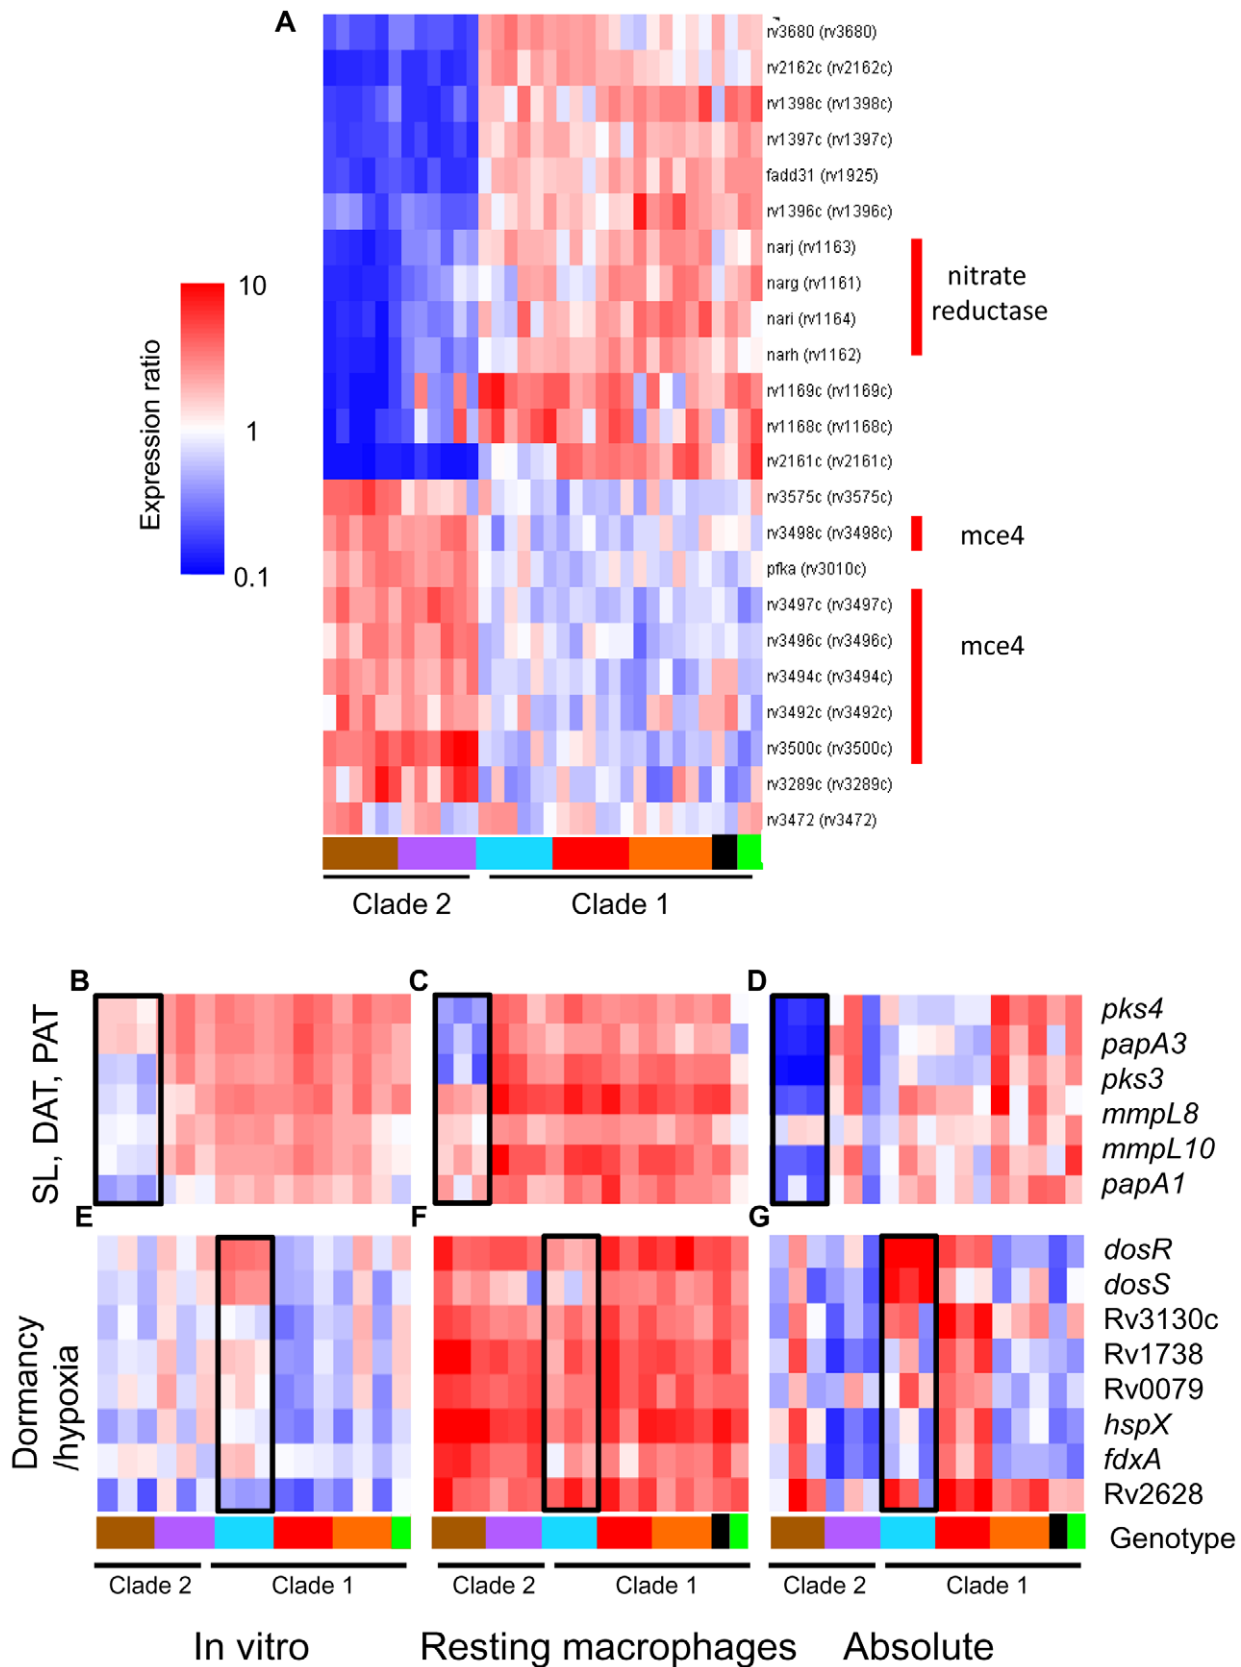 A
rv3680 (rv3680)
rv2162c (rv2162c)
rv1398c (rv1398c)
rv1397c (rv1397c)
fadd31 (rv1925)
rv1396c (rv1396c)
narj (rv1163)
narg (rv1161)
nari (rv1164)
narh (rv1162)
rv1169c (rv1169c)
rv1168c (rv1168c)
rv2161c (rv2161c)
rv3575c (rv3575c)
rv3498c (rv3498c)
pfka (rv3010c)
rv3497c (rv3497c)
rv3496c (rv3496c)
rv3494c (rv3494c)
rv3492c (rv3492c)
rv3500c (rv3500c)
rv3289c (rv3289c)
rv3472 (rv3472)
nitrate
reductase
mce4
mce4
Expression ratio
10
1
0.1
Clade 2
Clade 1
B
C
D
SL, DAT, PAT
pks4
papA3
pks3
mmpL8
mmpL10
papA1
E
F
G
Dormancy
/hypoxia
dosR
dosS
Rv3130c
Rv1738
Rv0079
hspX
fdxA
Rv2628
Genotype
Clade 2
Clade 1
Clade 2
Clade 1
Clade 2
Clade 1
In vitro
Resting macrophages
Absolute